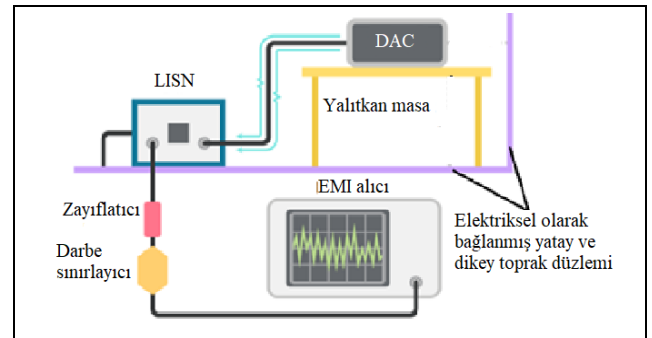 DAC
LISN
Yalıtkan masa
EMI alıcı
Zayıflatıcı
Darbe
sınırlayıcı
Elektriksel olarak
bağlanmış yatay ve
dikey toprak düzlemi